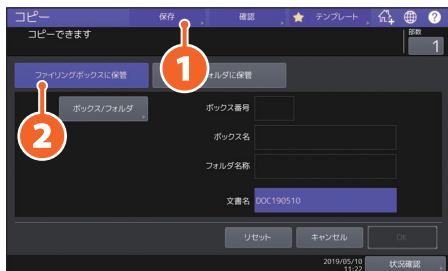 コピー 保存 確認 テンプレート
コピーできます 部数 1
1
ファイリングボックスに保管 ォルダに保管
2
ボックス/フォルダ ボックス番号
ボックス名
フォルダ名称
文書名 DOC190510
リセット キャンセル OK
2019/05/10
11:22 状況確認